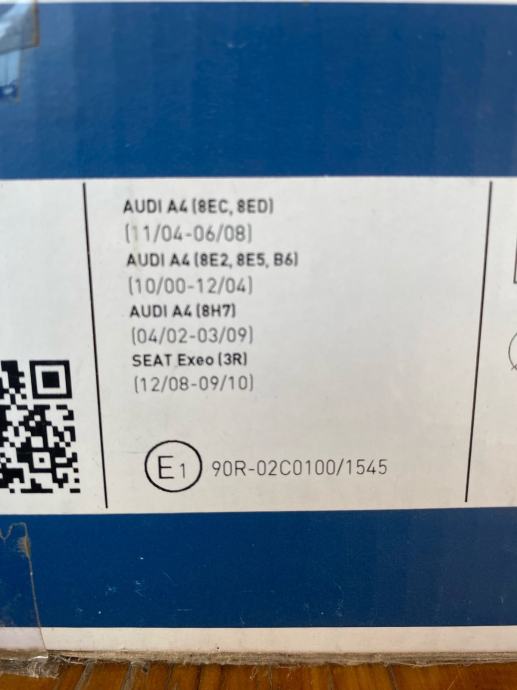 AUDI A4 (8EC, 8ED)
(11/04-06/08)
AUDI A4 (8E2, 8E5, B6)
(10/00-12/04)
AUDI A4 (8H7)
(04/02-03/09)
SEAT Exeo (3R)
(12/08-09/10)
E1 90R-02C0100/1545